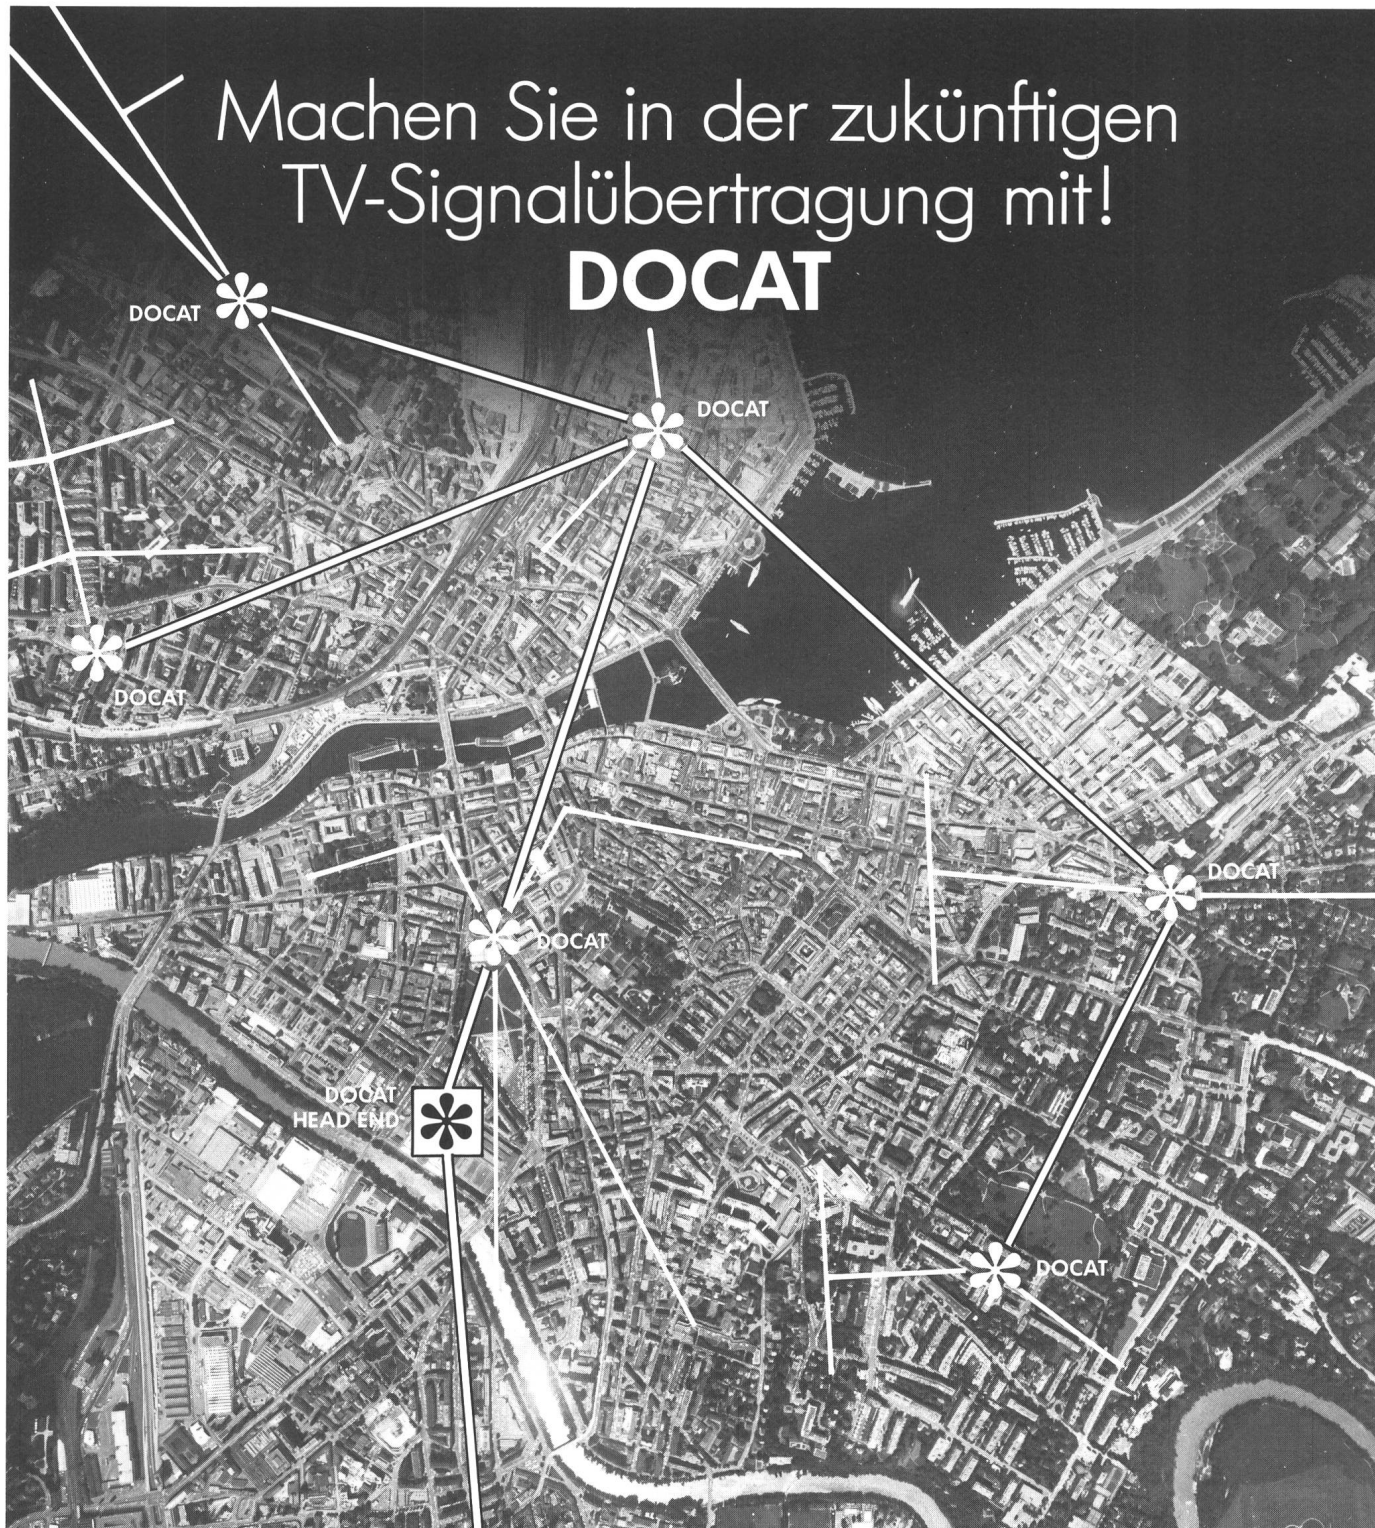 Machen Sie in der zukünftigen
TV-Signalübertragung mit!
DOCAT
DOCAT
DOCAT
DOCAT
DOCAT
DOCAT
DOCAT
HEAD END
DOCAT